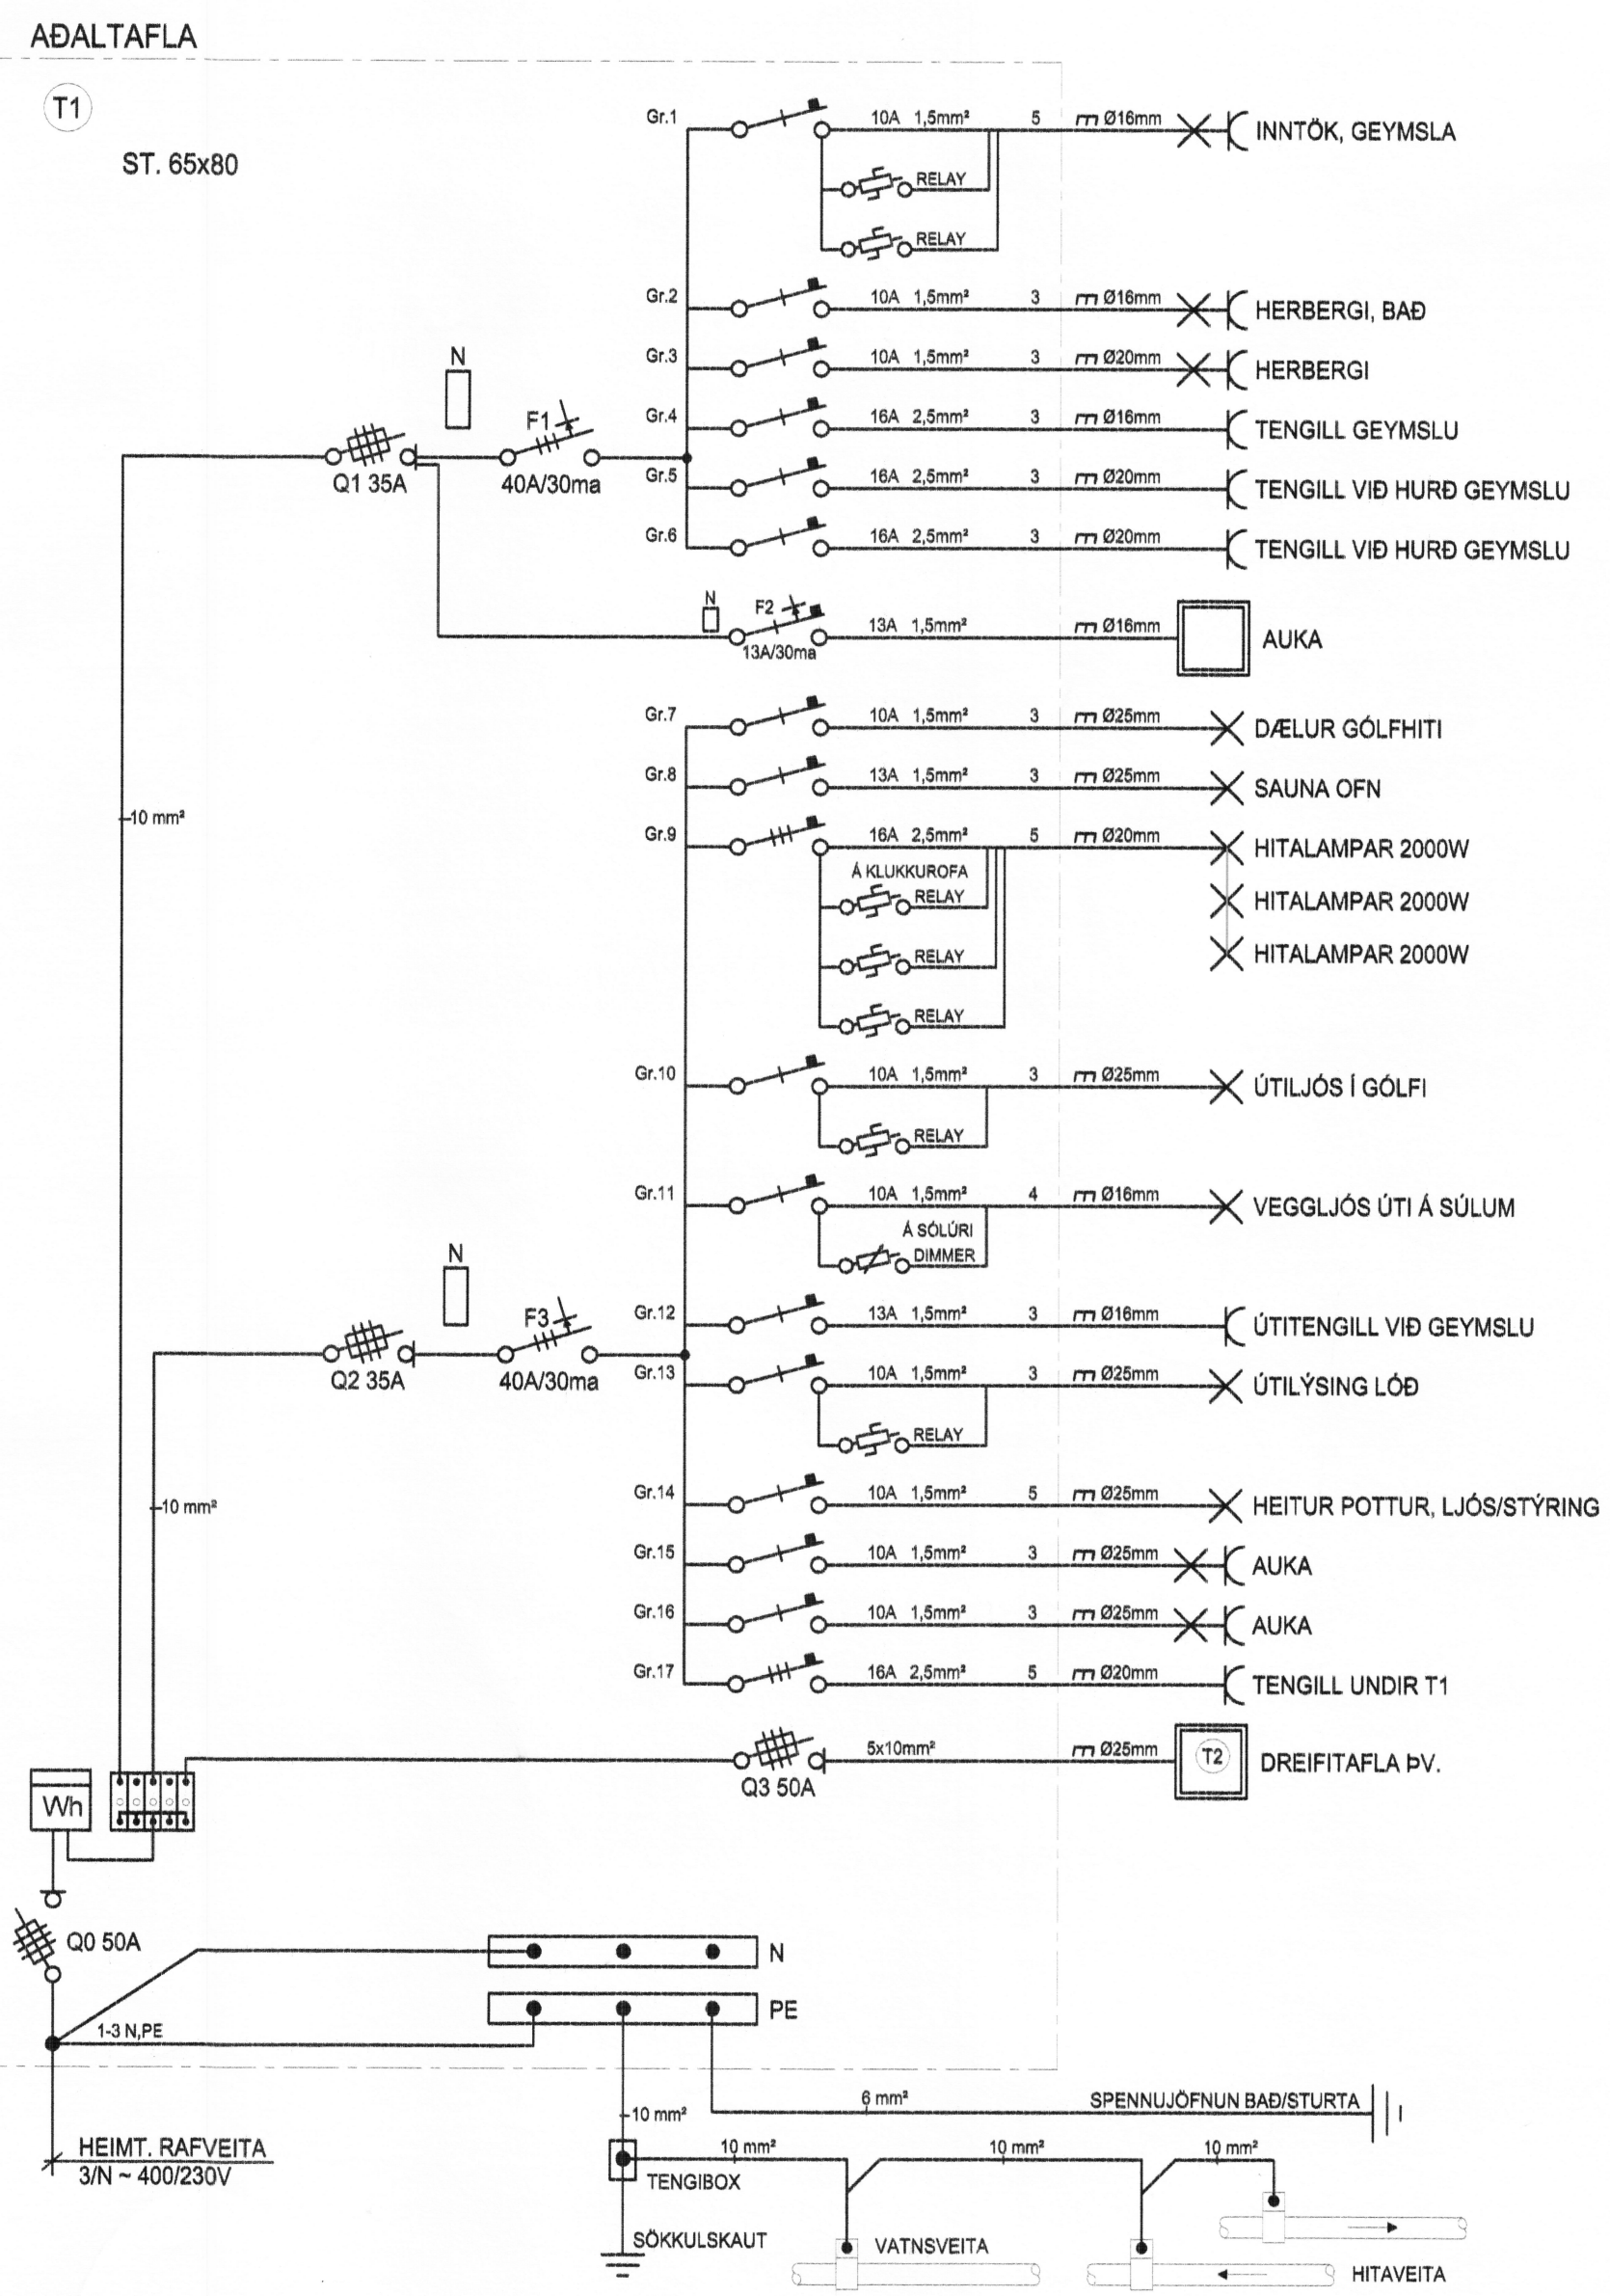 AÐALTAFLA
T1
ST. 65x80
Gr.1 10A 1,5mm² 5 Ø16mm INNTÖK, GEYMSLA
RELAY
RELAY
Gr.2 10A 1,5mm² 3 Ø16mm HERBERGI, BAÐ
Gr.3 10A 1,5mm² 3 Ø20mm HERBERGI
N
F1
Gr.4 16A 2,5mm² 3 Ø16mm TENGILL GEYMSLU
Q1 35A 40A/30ma
Gr.5 16A 2,5mm² 3 Ø20mm TENGILL VIÐ HURÐ GEYMSLU
Gr.6 16A 2,5mm² 3 Ø20mm TENGILL VIÐ HURÐ GEYMSLU
N F2 13A 1,5mm² Ø16mm AUKA
13A/30ma
Gr.7 10A 1,5mm² 3 Ø25mm DÆLUR GÓLFHITI
Gr.8 13A 1,5mm² 3 Ø25mm SAUNA OFN
10 mm²
Gr.9 16A 2,5mm² 5 Ø20mm HITALAMPAR 2000W
Á KLUKKUROFA
RELAY HITALAMPAR 2000W
RELAY HITALAMPAR 2000W
RELAY
Gr.10 10A 1,5mm² 3 Ø25mm ÚTILJÓS Í GÓLFI
RELAY
Gr.11 10A 1,5mm² 4 Ø16mm VEGGLJÓS ÚTI Á SÚLUM
Á SÓLÚRI
DIMMER
N
F3
Gr.12 13A 1,5mm² 3 Ø16mm ÚTITENGILL VIÐ GEYMSLU
Q2 35A 40A/30ma
Gr.13 10A 1,5mm² 3 Ø25mm ÚTILÝSING LÓÐ
RELAY
10 mm²
Gr.14 10A 1,5mm² 5 Ø25mm HEITUR POTTUR, LJÓS/STÝRING
Gr.15 10A 1,5mm² 3 Ø25mm AUKA
Gr.16 10A 1,5mm² 3 Ø25mm AUKA
Gr.17 16A 2,5mm² 5 Ø20mm TENGILL UNDIR T1
5x10mm² Ø25mm T2 DREIFITAFLA ÞV.
Q3 50A
Wh
Q0 50A
N
PE
1-3 N,PE
6 mm² SPENNUJÖFNUN BAÐ/STURTA
10 mm²
HEIMT. RAFVEITA
3/N ~ 400/230V
10 mm² 10 mm² 10 mm²
TENGIBOX
SÖKKULSKAUT
VATNSVEITA
HITAVEITA